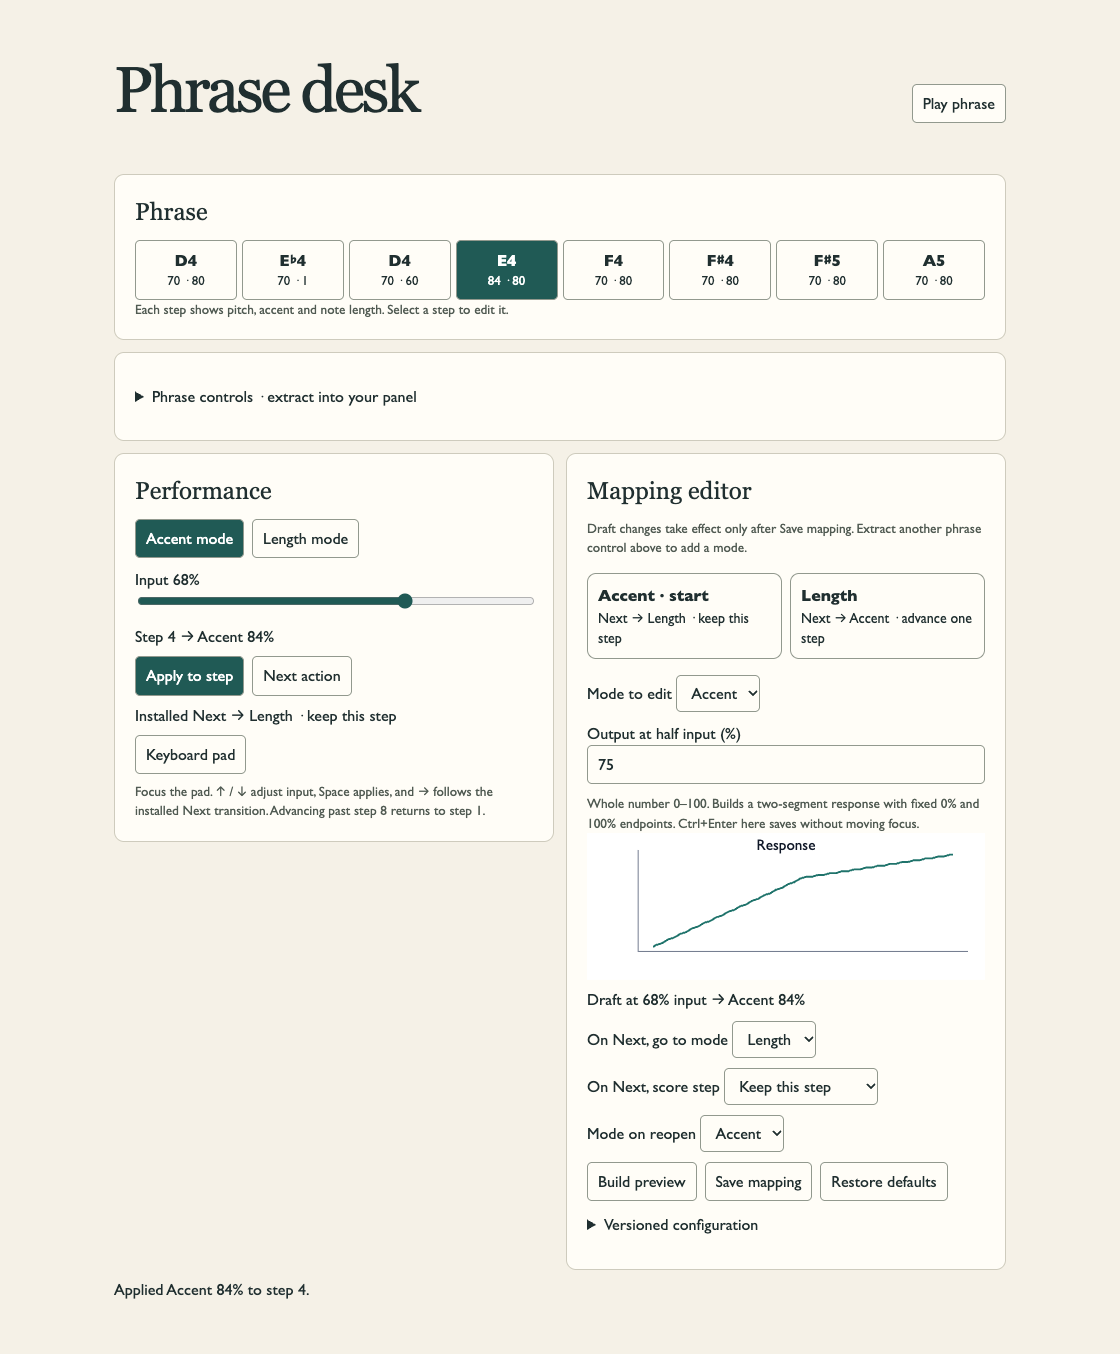 Phrase desk
Play phrase
Phrase
D4
70 · 80
E♭4
70 · 1
D4
70 · 60
E4
84 · 80
F4
70 · 80
F♯4
70 · 80
F♯5
70 · 80
A5
70 · 80
Each step shows pitch, accent and note length. Select a step to edit it.
▶ Phrase controls · extract into your panel
Performance
Accent mode
Length mode
Input 68%
Step 4 → Accent 84%
Apply to step
Next action
Installed Next → Length · keep this step
Keyboard pad
Focus the pad. ↑ / ↓ adjust input, Space applies, and → follows the
installed Next transition. Advancing past step 8 returns to step 1.
Mapping editor
Draft changes take effect only after Save mapping. Extract another phrase
control above to add a mode.
Accent · start
Next → Length · keep this
step
Length
Next → Accent · advance one
step
Mode to edit Accent
Output at half input (%)
75
Whole number 0–100. Builds a two-segment response with fixed 0% and
100% endpoints. Ctrl+Enter here saves without moving focus.
Response
Draft at 68% input → Accent 84%
On Next, go to mode Length
On Next, score step Keep this step
Mode on reopen Accent
Build preview
Save mapping
Restore defaults
▶ Versioned configuration
Applied Accent 84% to step 4.